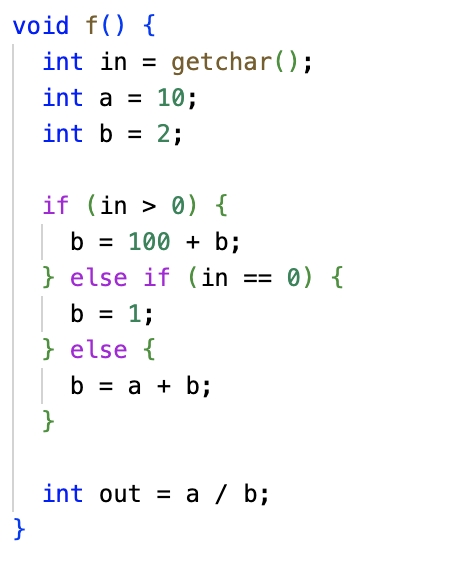 void f() {
  int in = getchar();
  int a = 10;
  int b = 2;

  if (in > 0) {
    b = 100 + b;
  } else if (in == 0) {
    b = 1;
  } else {
    b = a + b;
  }

  int out = a / b;
}